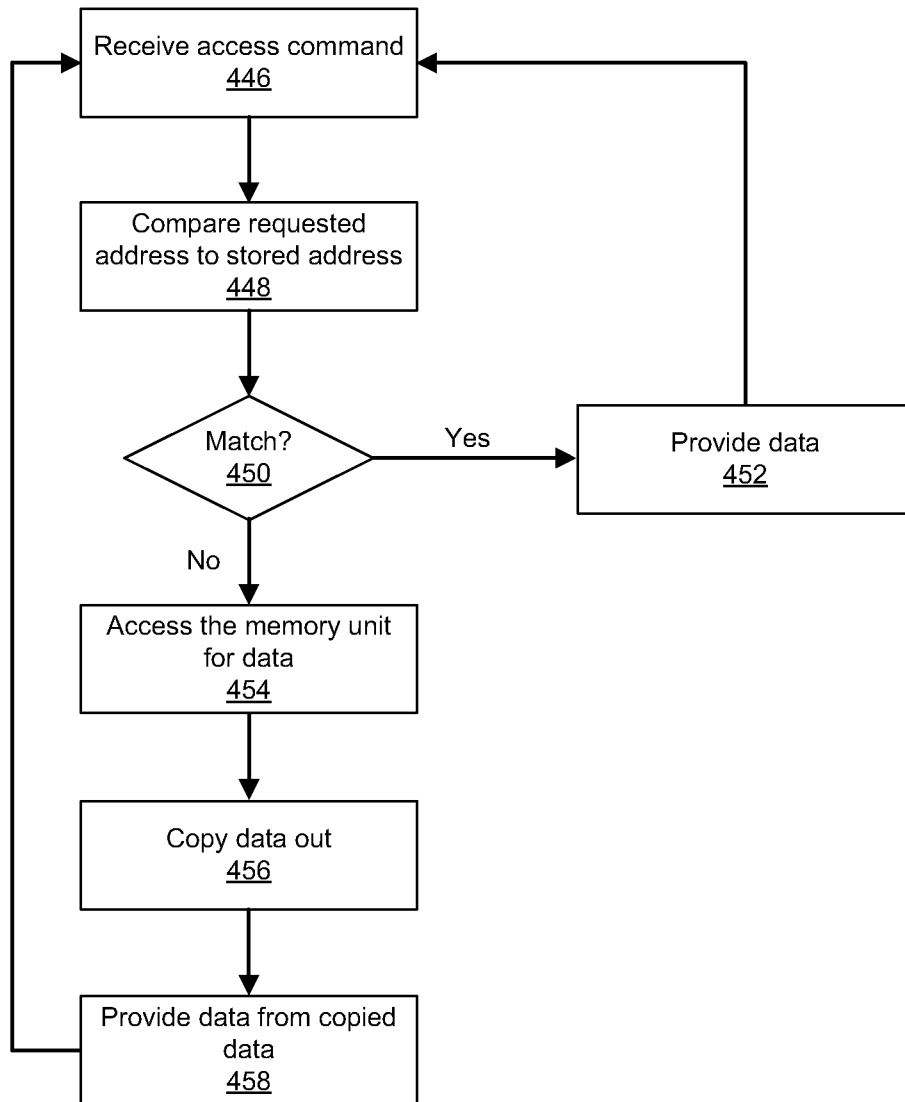 Receive access command
446
Compare requested
address to stored address
448
Match?
450
Yes
Provide data
452
No
Access the memory unit
for data
454
Copy data out
456
Provide data from copied
data
458